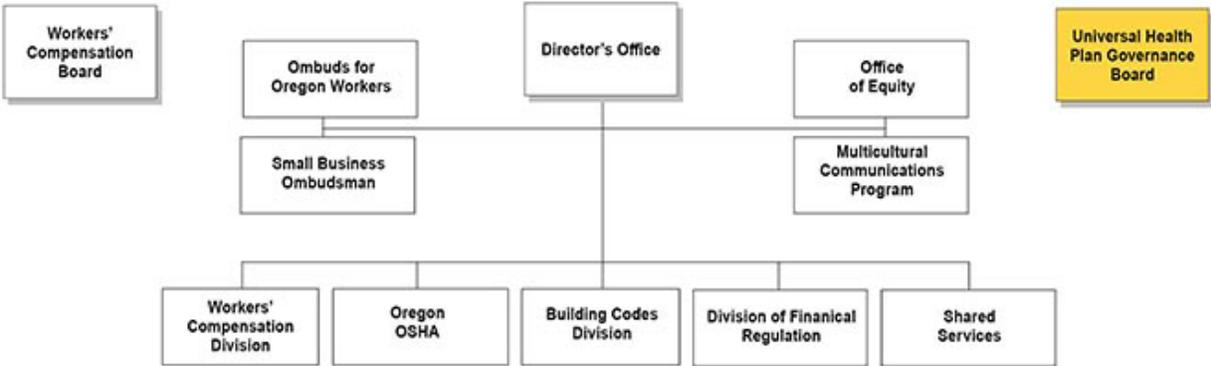 Workers'
Compensation
Board
Director's Office
Universal Health
Plan Governance
Board
Ombuds for
Oregon Workers
Office
of Equity
Small Business
Ombudsman
Multicultural
Communications
Program
Workers'
Compensation
Division
Oregon
OSHA
Building Codes
Division
Division of Finanical
Regulation
Shared
Services